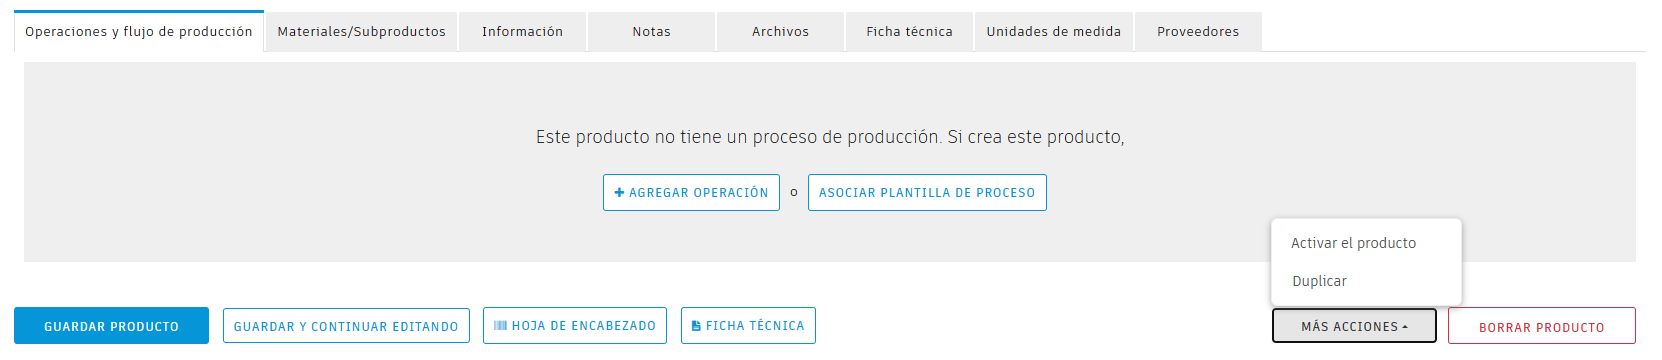 Operaciones y flujo de producción
Materiales/Subproductos
Información
Notas
Archivos
Ficha técnica
Unidades de medida
Proveedores
Este producto no tiene un proceso de producción. Si crea este producto,
AGREGAR OPERACIÓN
o
ASOCIAR PLANTILLA DE PROCESO
Activar el producto
Duplicar
GUARDAR PRODUCTO
GUARDAR Y CONTINUAR EDITANDO
HOJA DE ENCABEZADO
FICHA TÉCNICA
MÁS ACCIONES
BORRAR PRODUCTO